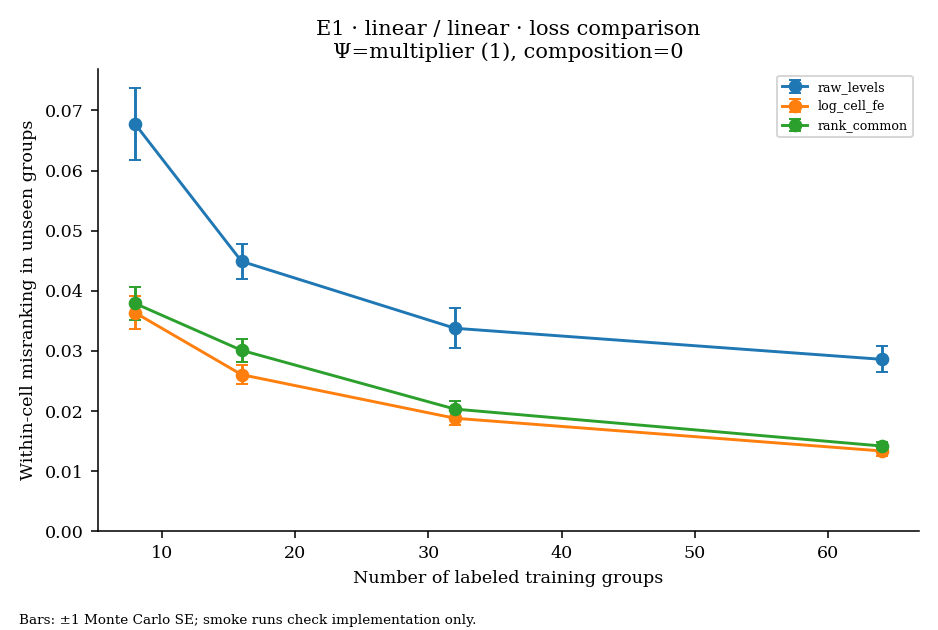 E1 · linear / linear · loss comparison
Ψ=multiplier (1), composition=0
raw_levels
log_cell_fe
rank_common
Within-cell misranking in unseen groups
0.07
0.06
0.05
0.04
0.03
0.02
0.01
0.00
10 20 30 40 50 60
Number of labeled training groups
Bars: ±1 Monte Carlo SE; smoke runs check implementation only.